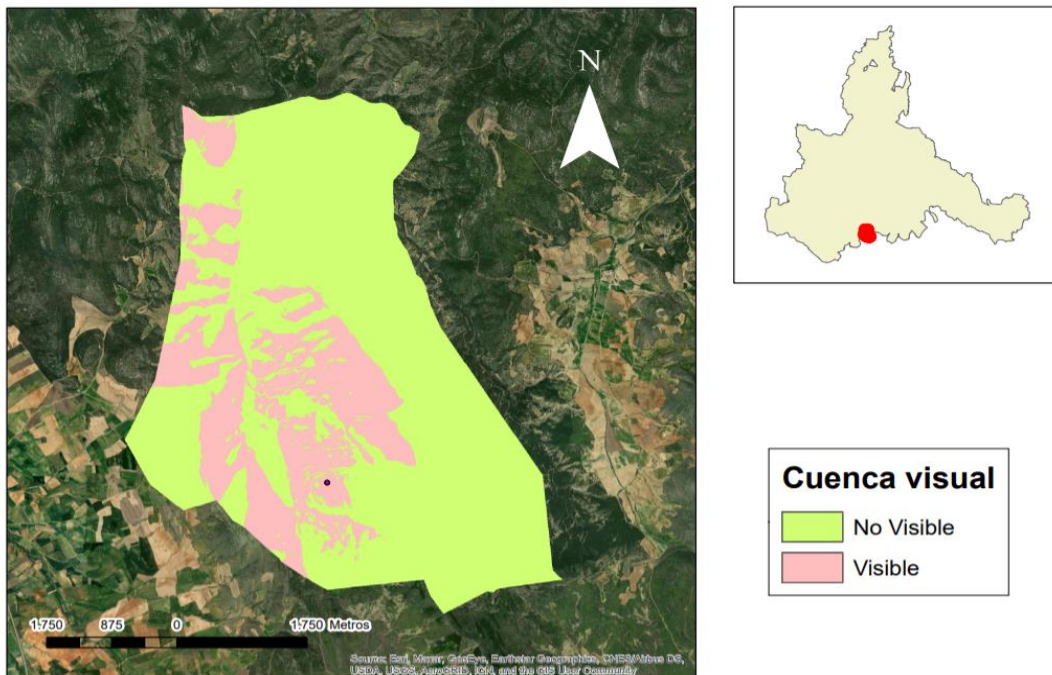 N
1.750 875 0 1.750 Metros
Source: Esri, Maxar, GeoEye, Earthstar Geographics, CNES/Airbus DS,
USDA, USGS, AeroGRID, IGN, and the GIS User Community
Cuenca visual
No Visible
Visible